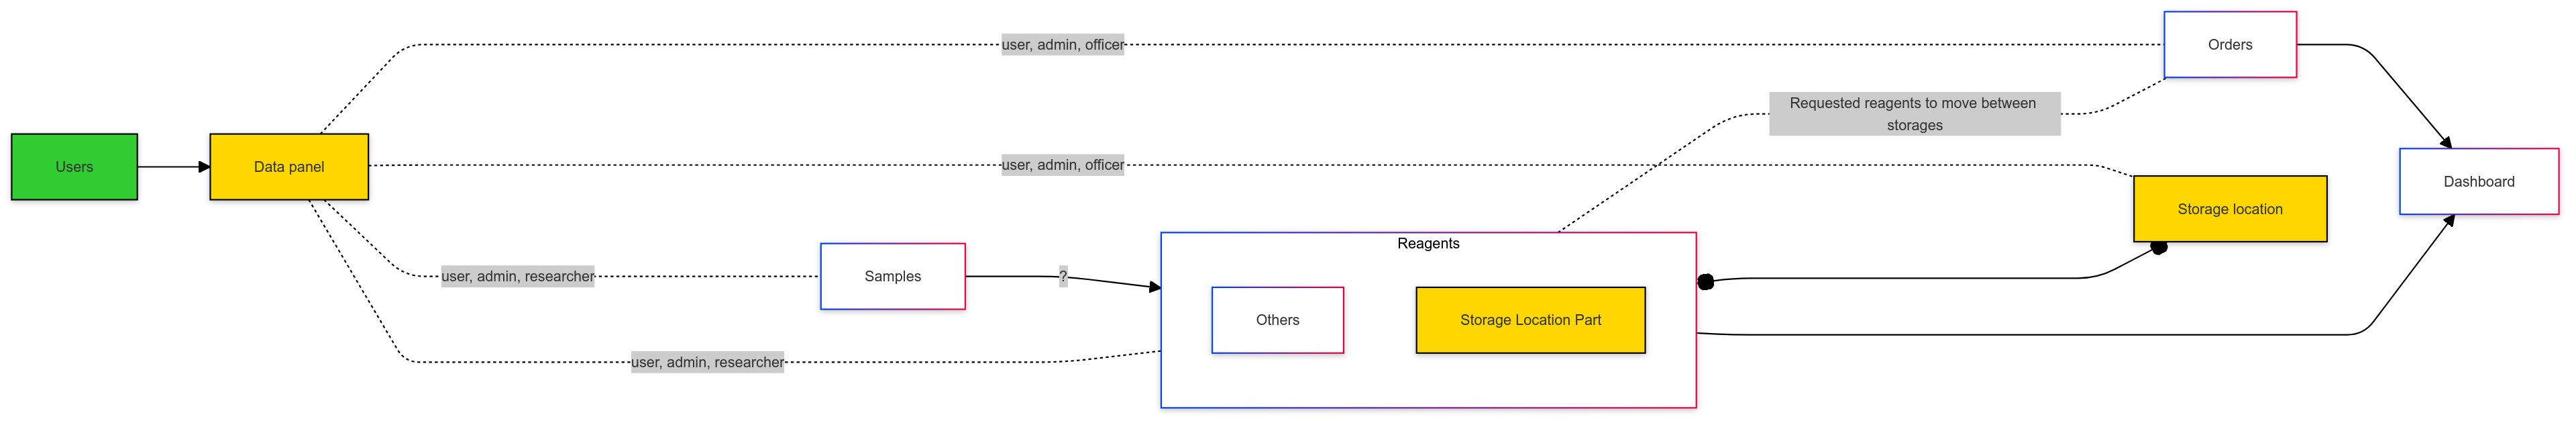 user, admin, officer
Orders
Requested reagents to move between
storages
Users
Data panel
user, admin, officer
Dashboard
Storage location
Reagents
user, admin, researcher
Samples
?
Others
Storage Location Part
user, admin, researcher